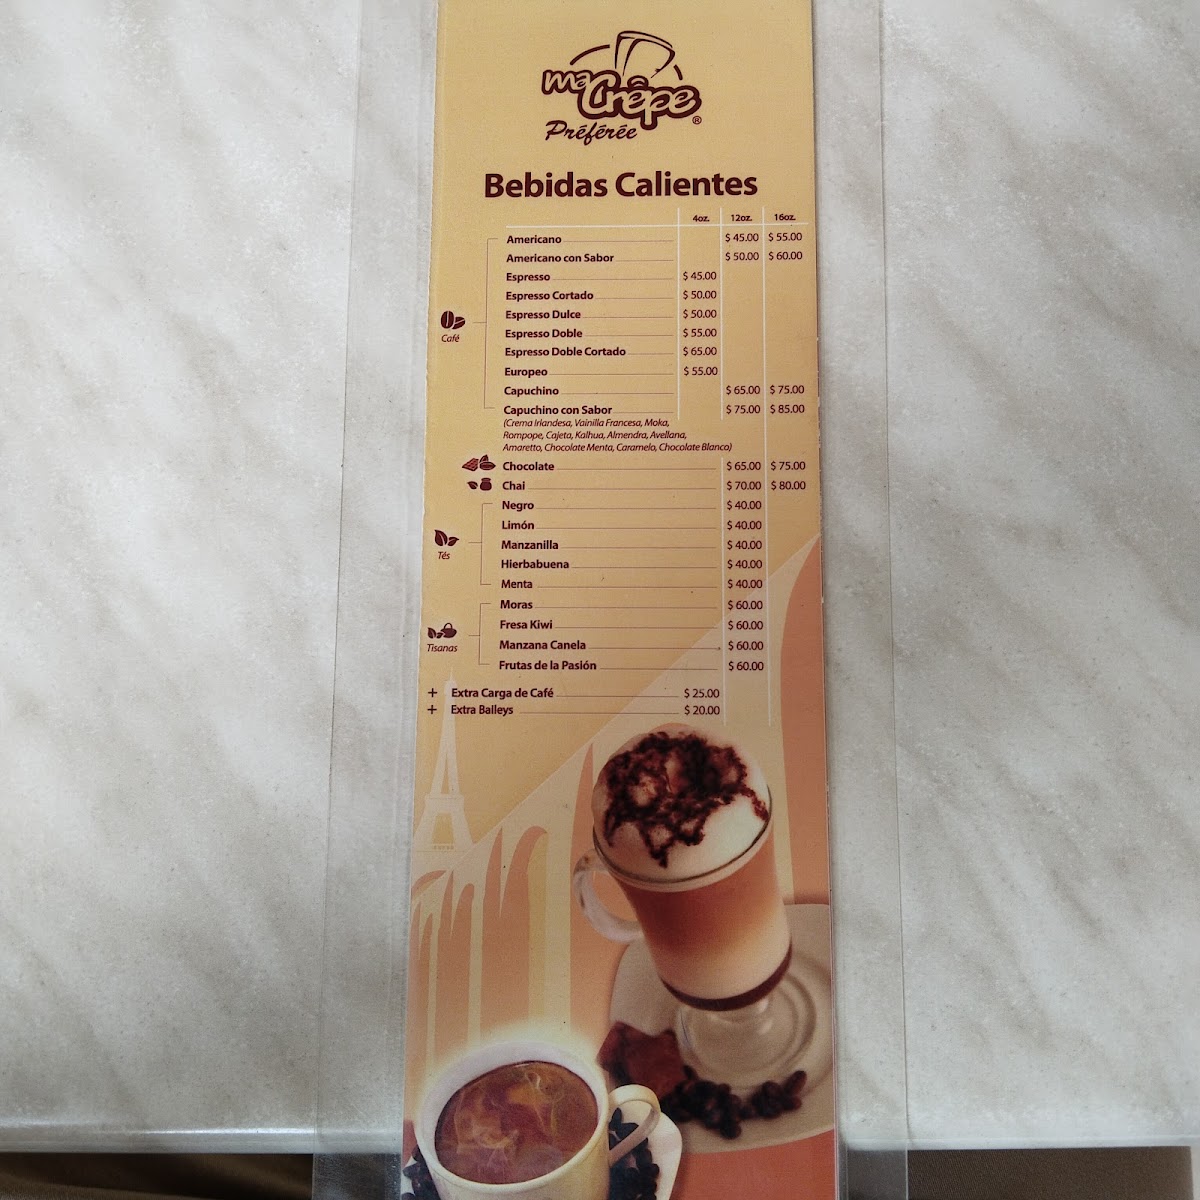 ma Crêpe ®
Préférée
Bebidas Calientes
4oz. 12oz. 16oz.
Americano $ 45.00 $ 55.00
Americano con Sabor $ 50.00 $ 60.00
Espresso $ 45.00
Espresso Cortado $ 50.00
Espresso Dulce $ 50.00
Espresso Doble $ 55.00
Café
Espresso Doble Cortado $ 65.00
Europeo $ 55.00
Capuchino $ 65.00 $ 75.00
Capuchino con Sabor $ 75.00 $ 85.00
(Crema Irlandesa, Vainilla Francesa, Moka,
Rompope, Cajeta, Kalhua, Almendra, Avellana,
Amaretto, Chocolate Menta, Caramelo, Chocolate Blanco)
Chocolate $ 65.00 $ 75.00
Chai $ 70.00 $ 80.00
Negro $ 40.00
Limón $ 40.00
Manzanilla $ 40.00
Tés
Hierbabuena $ 40.00
Menta $ 40.00
Moras $ 60.00
Fresa Kiwi $ 60.00
Manzana Canela $ 60.00
Tisanas
Frutas de la Pasión $ 60.00
+ Extra Carga de Café $ 25.00
+ Extra Baileys $ 20.00